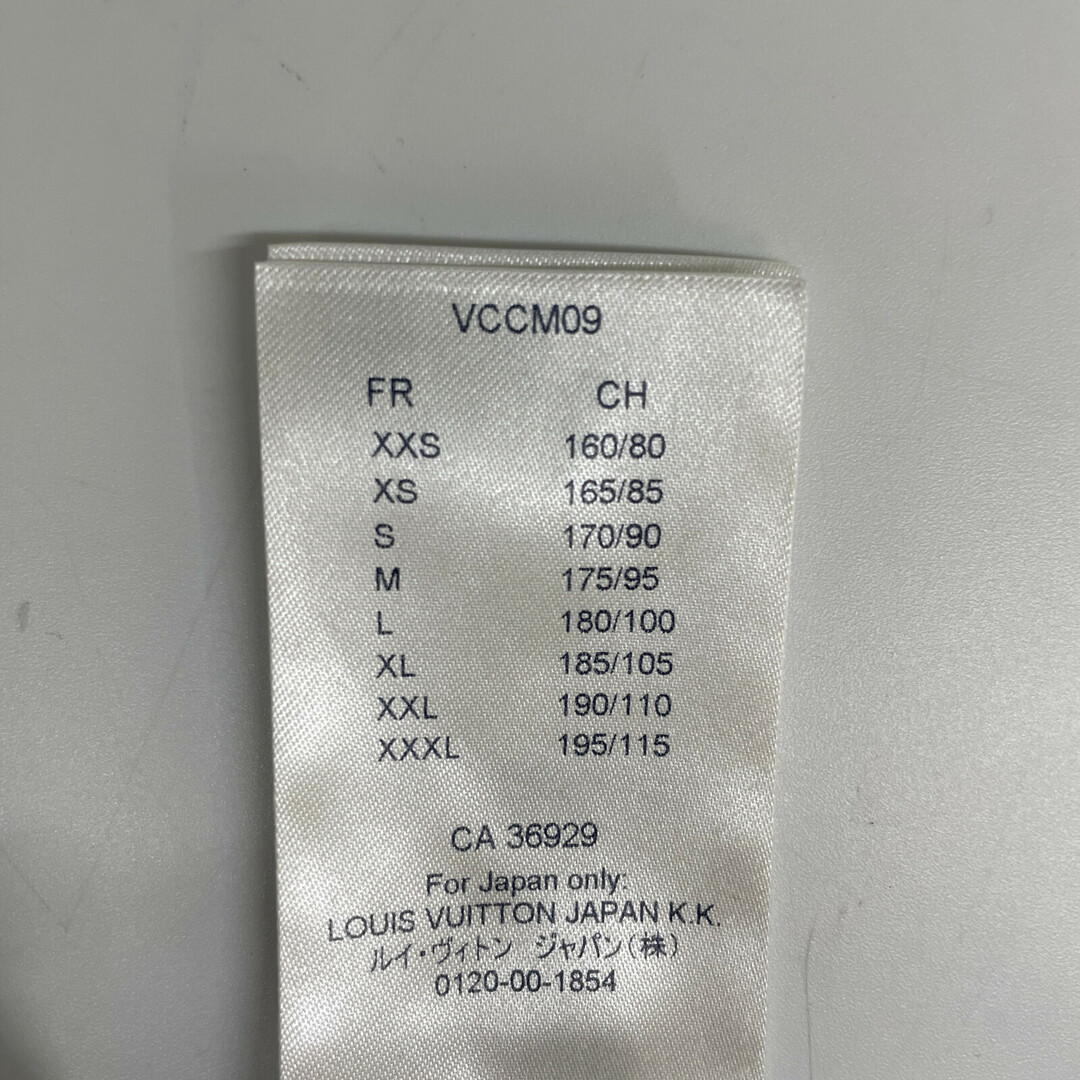 VCCM09
FR CH
XXS 160/80
XS 165/85
S 170/90
M 175/95
L 180/100
XL 185/105
XXL 190/110
XXXL 195/115
CA 36929
For Japan only:
LOUIS VUITTON JAPAN K.K.
ルイ・ヴィトン ジャパン(株)
0120-00-1854